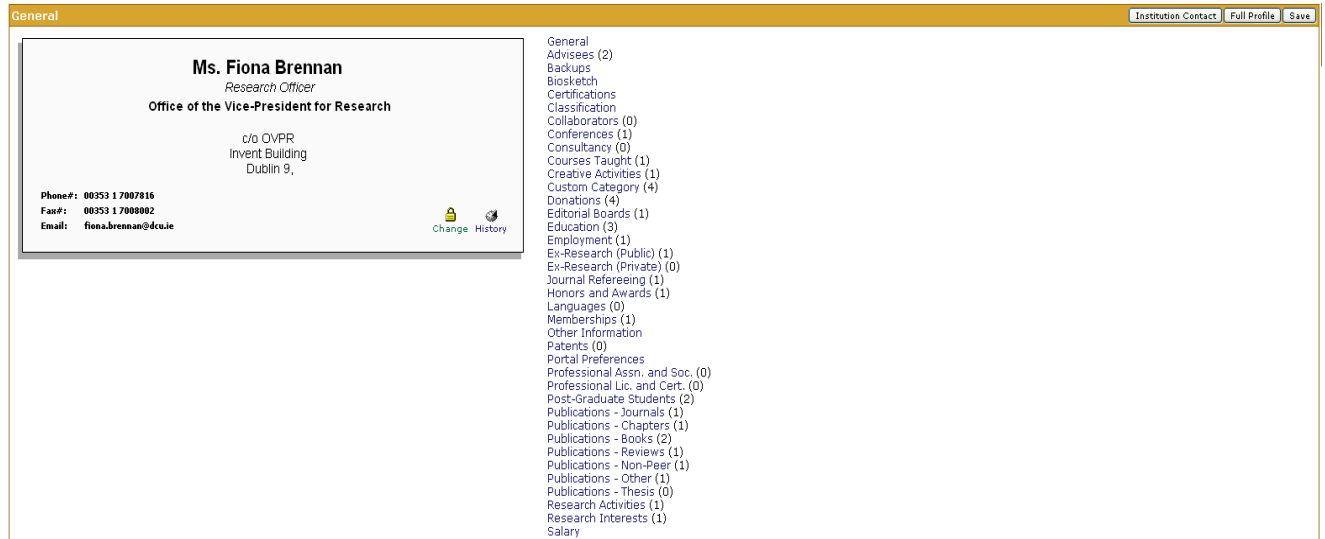 General
Institution Contact Full Profile Save
Ms. Fiona Brennan
Research Officer
Office of the Vice-President for Research
c/o OVPR
Invent Building
Dublin 9,
Phone#: 00353 1 7007816
Fax#: 00353 1 7008002
Email: fiona.brennan@dcu.ie
Change History
General
Advisees (2)
Backups
Biosketch
Certifications
Classification
Collaborators (0)
Conferences (1)
Consultancy (0)
Courses Taught (1)
Creative Activities (1)
Custom Category (4)
Donations (4)
Editorial Boards (1)
Education (3)
Employment (1)
Ex-Research (Public) (1)
Ex-Research (Private) (0)
Journal Refereeing (1)
Honors and Awards (1)
Languages (0)
Memberships (1)
Other Information
Patents (0)
Portal Preferences
Professional Assn. and Soc. (0)
Professional Lic. and Cert. (0)
Post-Graduate Students (2)
Publications - Journals (1)
Publications - Chapters (1)
Publications - Books (2)
Publications - Reviews (1)
Publications - Non-Peer (1)
Publications - Other (1)
Publications - Thesis (0)
Research Activities (1)
Research Interests (1)
Salary